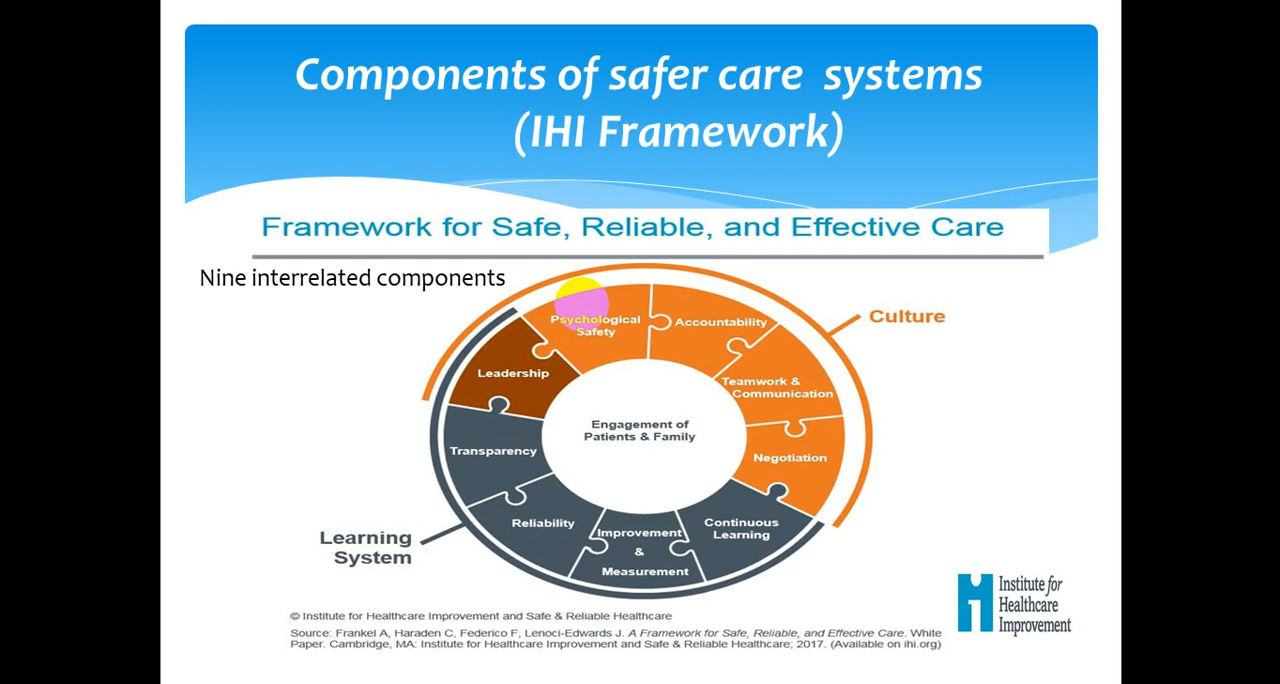 Components of safer care systems
(IHI Framework)
Framework for Safe, Reliable, and Effective Care
Nine interrelated components
Psychological
Safety
Accountability
Culture
Leadership
Teamwork &
Communication
Engagement of
Patients & Family
Transparency
Negotiation
Reliability
Improvement
&
Measurement
Continuous
Learning
Learning
System
Institute for
Healthcare
Improvement
© Institute for Healthcare Improvement and Safe & Reliable Healthcare
Source: Frankel A, Haraden C, Federico F, Lenoci-Edwards J. A Framework for Safe, Reliable, and Effective Care. White
Paper. Cambridge, MA: Institute for Healthcare Improvement and Safe & Reliable Healthcare; 2017. (Available on ihi.org)